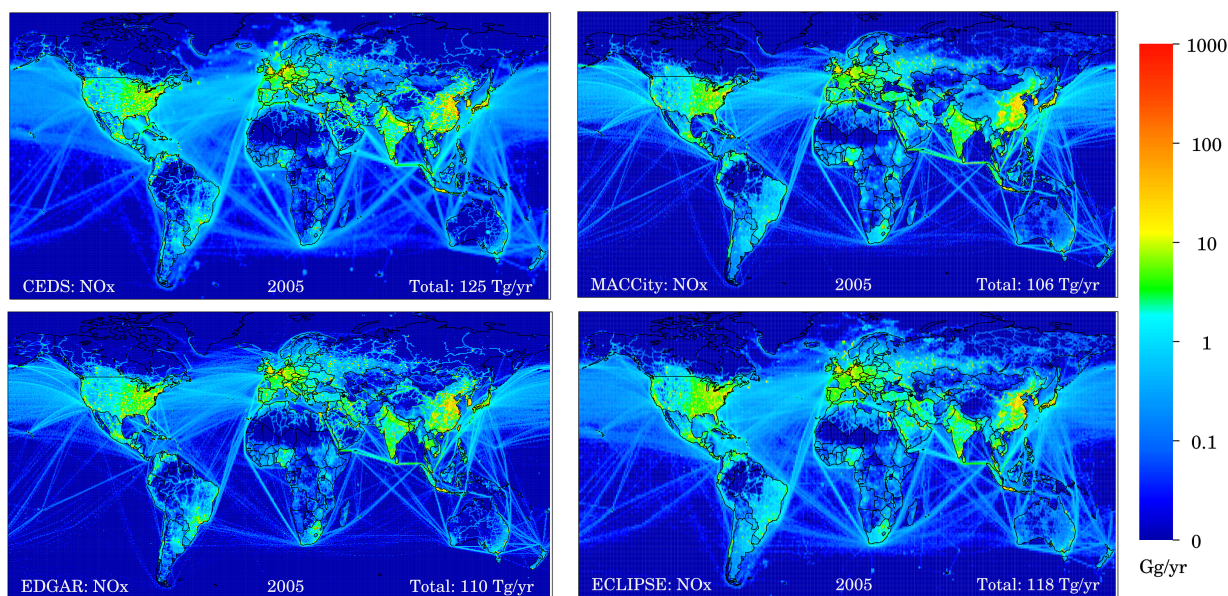 CEDS: NOx 2005 Total: 125 Tg/yr
MACCity: NOx 2005 Total: 106 Tg/yr
EDGAR: NOx 2005 Total: 110 Tg/yr
ECLIPSE: NOx 2005 Total: 118 Tg/yr
1000
100
10
1
0.1
0
Gg/yr